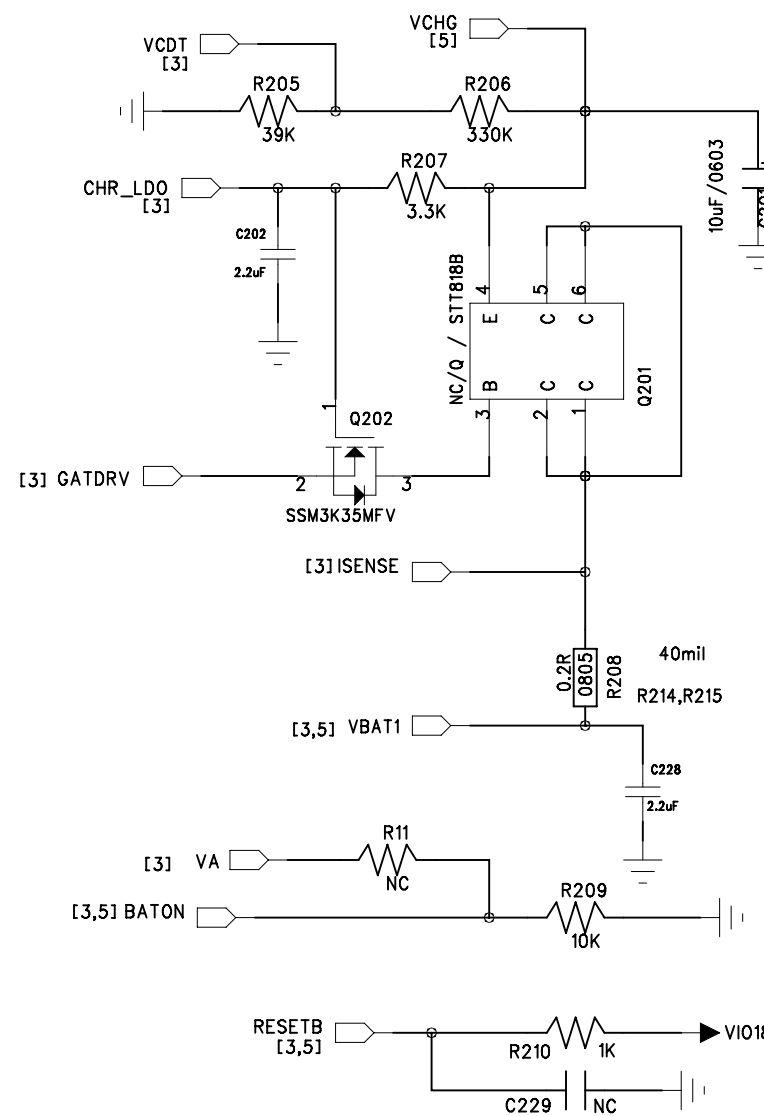 VCHG
[5]
VCDT
[3]
R205
39K
R206
330K
10uF/0603
CHR_LDO
[3]
R207
3.3K
C202
2.2uF
NC/Q / STT818B
4 5 6
E C C
B C C
3 2 1
Q201
1
Q202
[3] GATDRV
2
3
SSM3K35MFV
[3] ISENSE
0.2R
0805
R208
40mil
R214,R215
[3,5] VBAT1
C228
2.2uF
R11
[3] VA
NC
[3,5] BATON
R209
10K
RESETB
[3,5]
R210 1K
VIO18
C229 NC